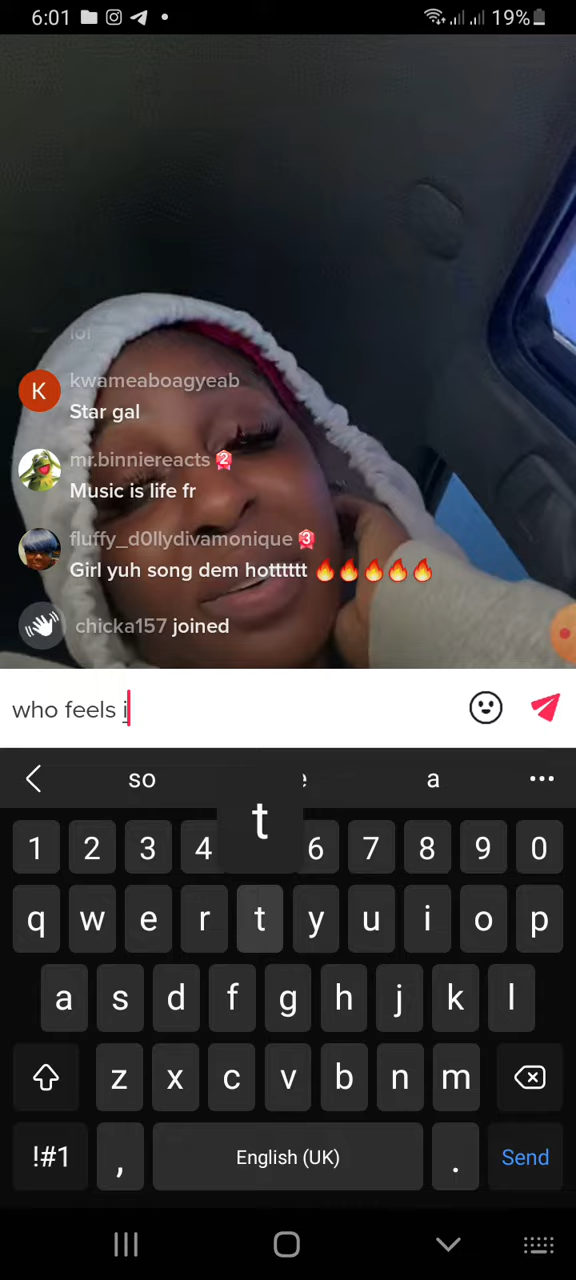 6:01
19%
lol
K
kwameaboagyeab
Star gal
mr.binniereacts 2
Music is life fr
fluffy_d0llydivamonique 3
Girl yuh song dem hotttttt 🔥🔥🔥🔥🔥
chicka157 joined
who feels i
so e a
t
1 2 3 4 6 7 8 9 0
q w e r t y u i o p
a s d f g h j k l
z x c v b n m
!#1 , English (UK) . Send